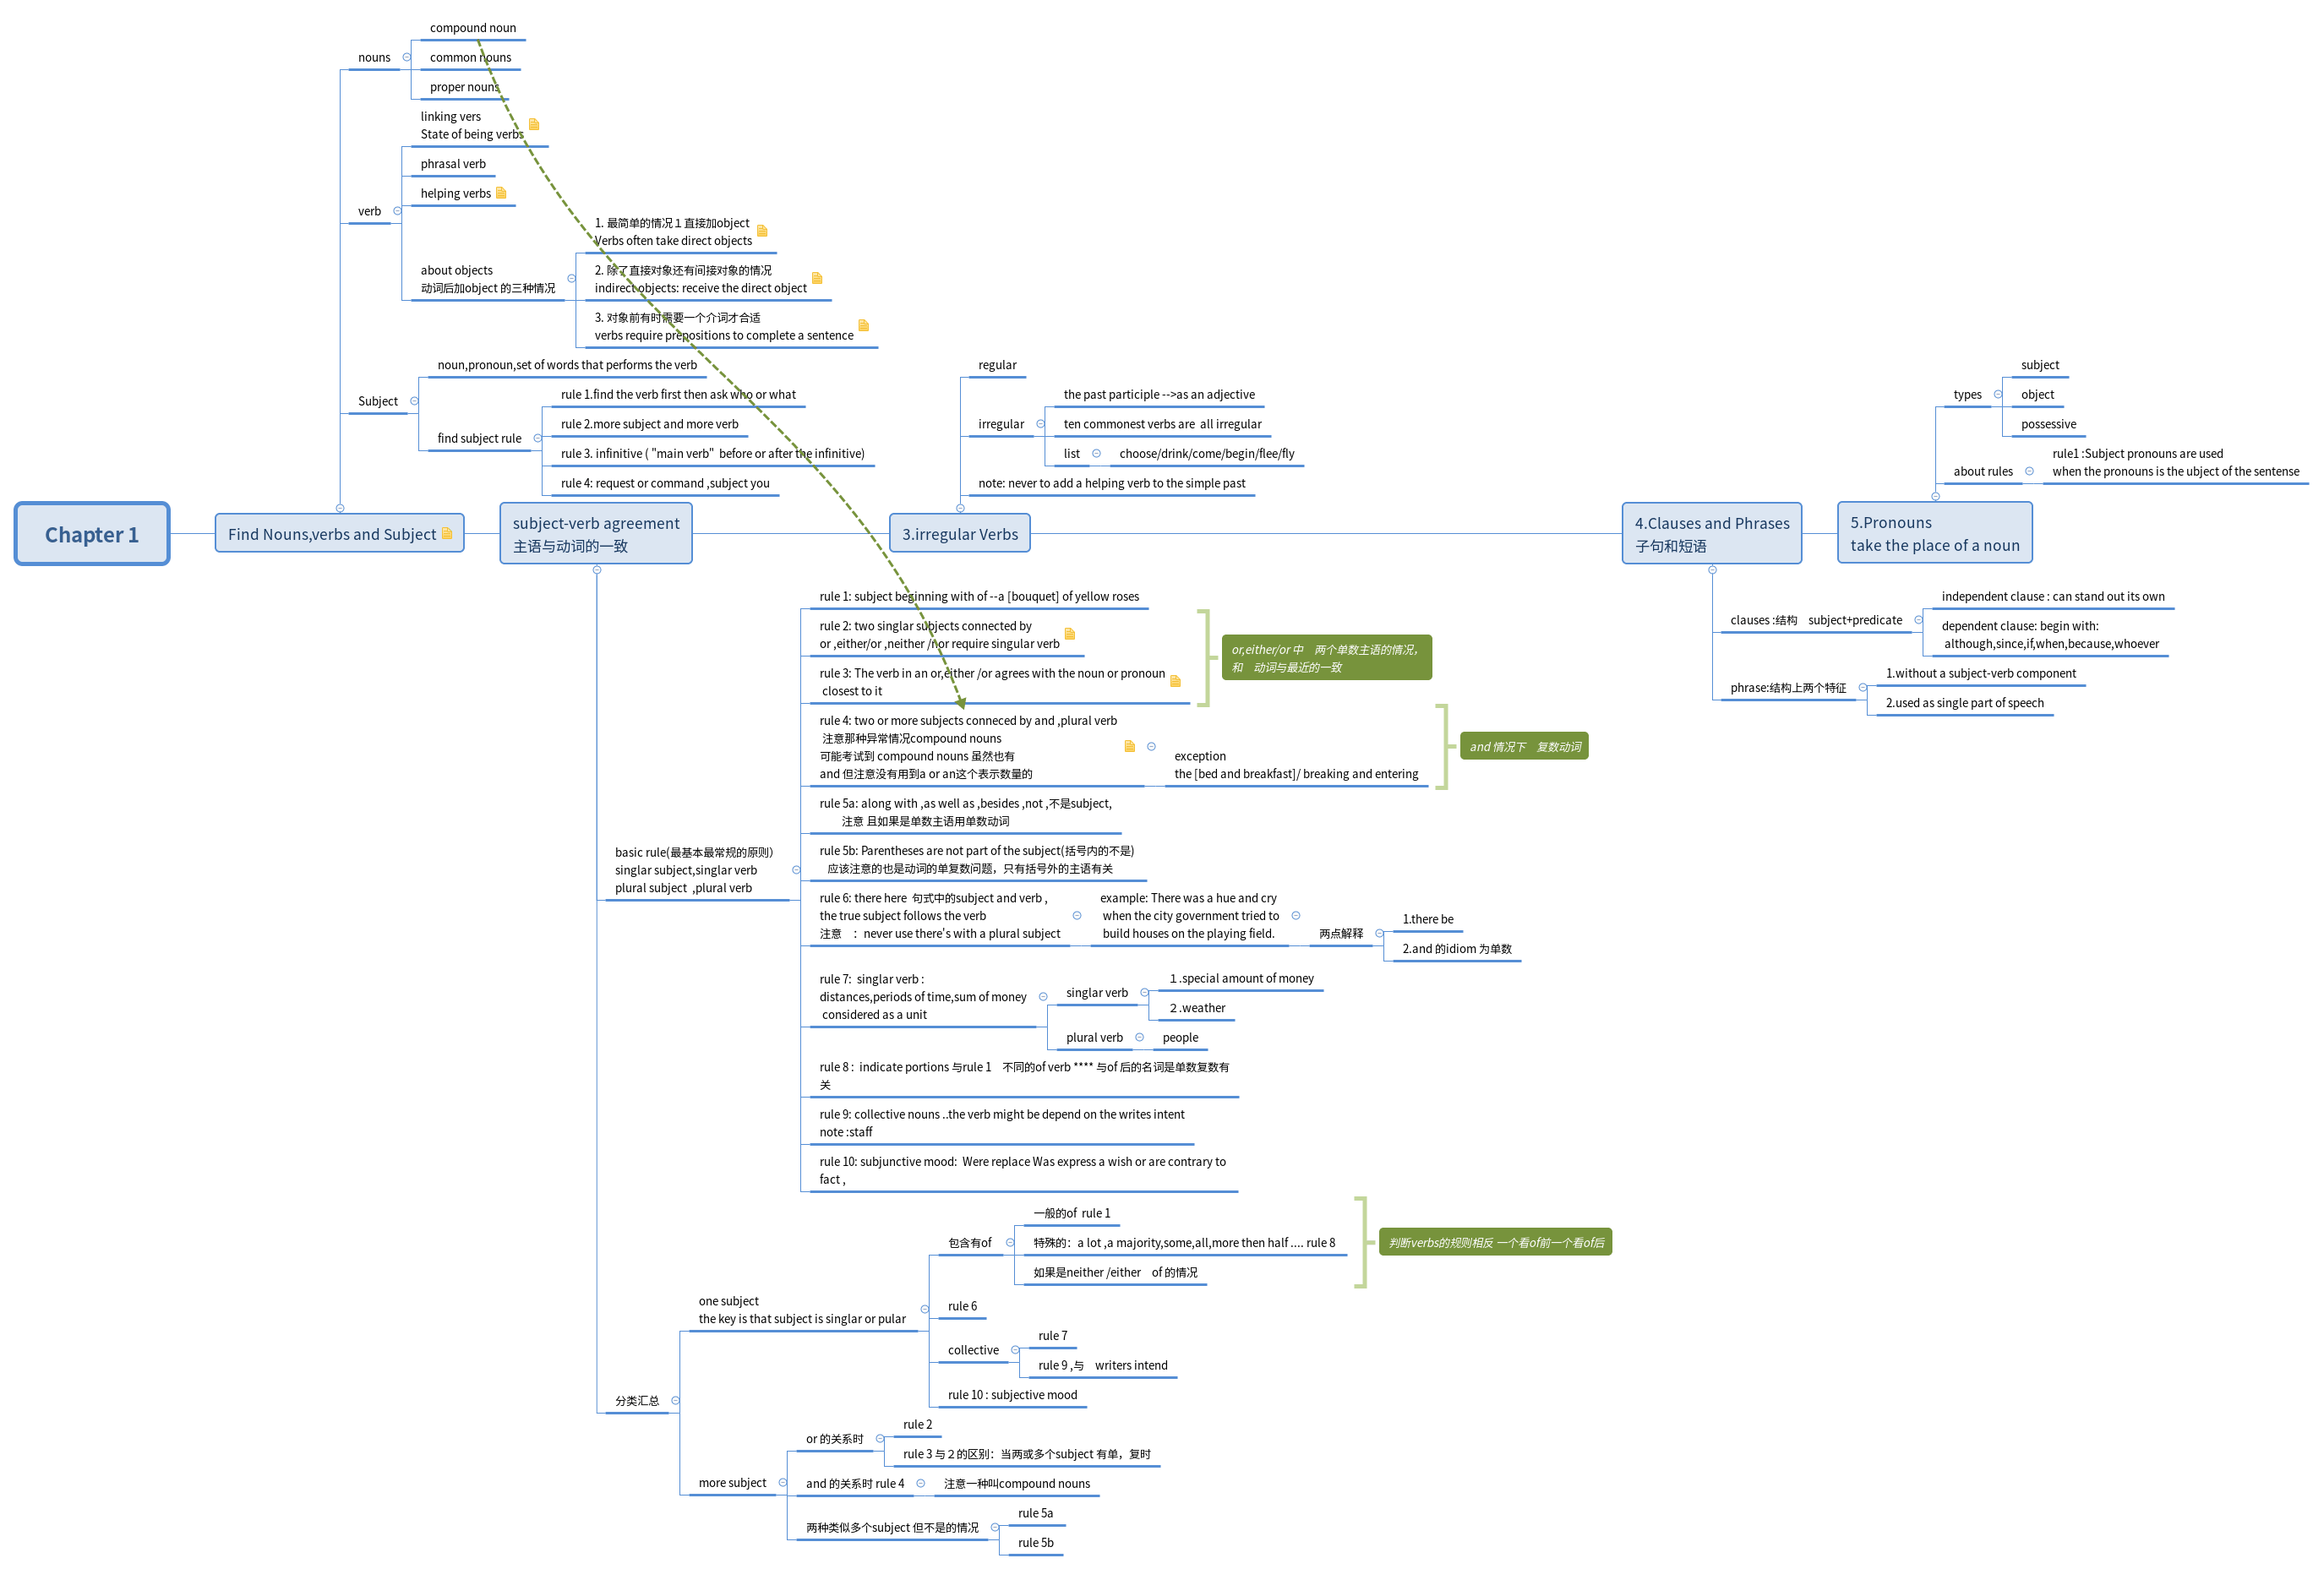 Chapter 1
Find Nouns,verbs and Subject
nouns
compound noun
common nouns
proper nouns
verb
linking vers
State of being verbs
phrasal verb
helping verbs
about objects
动词后加object 的三种情况
1. 最简单的情况１直接加object
Verbs often take direct objects
2. 除了直接对象还有间接对象的情况
indirect objects: receive the direct object
3. 对象前有时需要一个介词才合适
verbs require prepositions to complete a sentence
Subject
noun,pronoun,set of words that performs the verb
find subject rule
rule 1.find the verb first then ask who or what
rule 2.more subject and more verb
rule 3. infinitive ( "main verb"  before or after the infinitive)
rule 4: request or command ,subject you
subject-verb agreement
主语与动词的一致
basic rule(最基本最常规的原则）
singlar subject,singlar verb
plural subject  ,plural verb
rule 1: subject beginning with of --a [bouquet] of yellow roses
rule 2: two singlar subjects connected by
or ,either/or ,neither /nor require singular verb
rule 3: The verb in an or,either /or agrees with the noun or pronoun
closest to it
or,either/or 中　两个单数主语的情况，
和　动词与最近的一致
rule 4: two or more subjects conneced by and ,plural verb
注意那种异常情况compound nouns
可能考试到 compound nouns 虽然也有
and 但注意没有用到a or an这个表示数量的
exception
the [bed and breakfast]/ breaking and entering
and 情况下　复数动词
rule 5a: along with ,as well as ,besides ,not ,不是subject,
注意 且如果是单数主语用单数动词
rule 5b: Parentheses are not part of the subject(括号内的不是)
应该注意的也是动词的单复数问题，只有括号外的主语有关
rule 6: there here  句式中的subject and verb ,
the true subject follows the verb
注意　：never use there's with a plural subject
example: There was a hue and cry
when the city government tried to
build houses on the playing field.
两点解释
1.there be
2.and 的idiom 为单数
rule 7:  singlar verb :
distances,periods of time,sum of money
considered as a unit
singlar verb
１.special amount of money
２.weather
plural verb
people
rule 8 :  indicate portions 与rule 1　不同的of verb **** 与of 后的名词是单数复数有
关
rule 9: collective nouns ..the verb might be depend on the writes intent
note :staff
rule 10: subjunctive mood:  Were replace Was express a wish or are contrary to
fact ,
分类汇总
one subject
the key is that subject is singlar or pular
包含有of
一般的of  rule 1
特殊的：a lot ,a majority,some,all,more then half .... rule 8
如果是neither /either　of 的情况
判断verbs的规则相反 一个看of前一个看of后
rule 6
collective
rule 7
rule 9 ,与　writers intend
rule 10 : subjective mood
more subject
or 的关系时
rule 2
rule 3 与２的区别：当两或多个subject 有单，复时
and 的关系时 rule 4
注意一种叫compound nouns
两种类似多个subject 但不是的情况
rule 5a
rule 5b
3.irregular Verbs
regular
irregular
the past participle -->as an adjective
ten commonest verbs are  all irregular
list
choose/drink/come/begin/flee/fly
note: never to add a helping verb to the simple past
4.Clauses and Phrases
子句和短语
clauses :结构　subject+predicate
independent clause : can stand out its own
dependent clause: begin with:
although,since,if,when,because,whoever
phrase:结构上两个特征
1.without a subject-verb component
2.used as single part of speech
5.Pronouns
take the place of a noun
types
subject
object
possessive
about rules
rule1 :Subject pronouns are used
when the pronouns is the ubject of the sentense